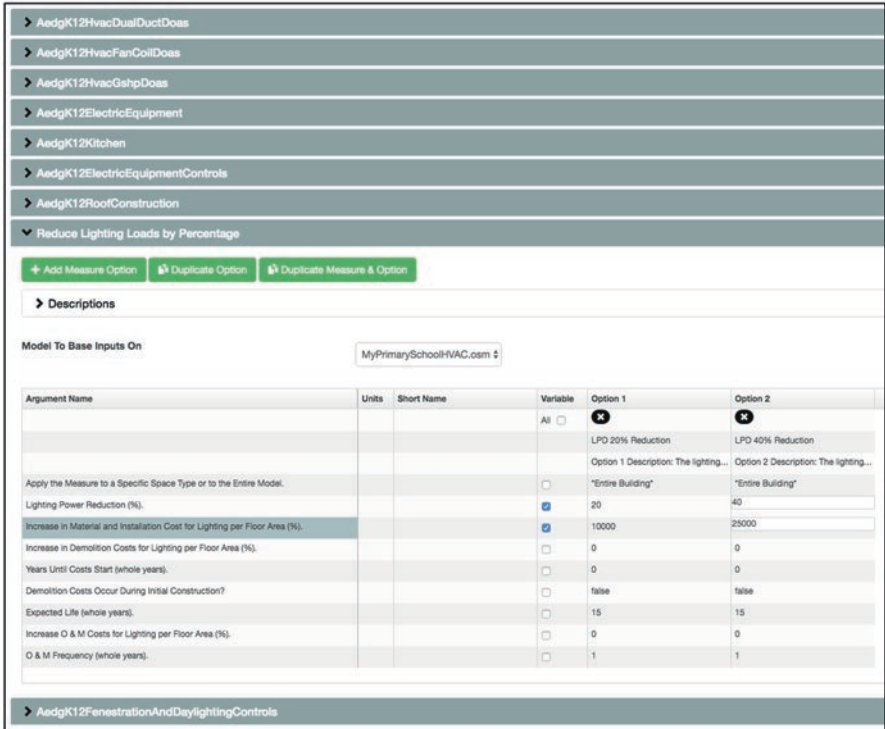 AedgK12HvacDualDuctDoas
AedgK12HvacFanCoilDoas
AedgK12HvacGshpDoas
AedgK12ElectricEquipment
AedgK12Kitchen
AedgK12ElectricEquipmentControls
AedgK12RoofConstruction
Reduce Lighting Loads by Percentage
+ Add Measure Option Duplicate Option Duplicate Measure & Option
Descriptions
Model To Base Inputs On MyPrimarySchoolHVAC.osm
Argument Name Units Short Name Variable Option 1 Option 2
All
LPD 20% Reduction LPD 40% Reduction
Option 1 Description: The lighting... Option 2 Description: The lighting...
Apply the Measure to a Specific Space Type or to the Entire Model. *Entire Building* *Entire Building*
Lighting Power Reduction (%). 20 40
Increase in Material and Installation Cost for Lighting per Floor Area (%). 10000 25000
Increase in Demolition Costs for Lighting per Floor Area (%). 0 0
Years Until Costs Start (whole years). 0 0
Demolition Costs Occur During Initial Construction? false false
Expected Life (whole years). 15 15
Increase O & M Costs for Lighting per Floor Area (%). 0 0
O & M Frequency (whole years). 1 1
AedgK12FenestrationAndDaylightingControls